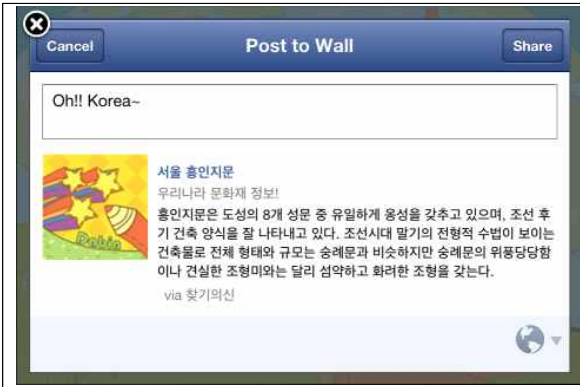 Cancel
Post to Wall
Share
Oh!! Korea~
서울 흥인지문
우리나라 문화재 정보!
흥인지문은 도성의 8개 성문 중 유일하게 옹성을 갖추고 있으며, 조선 후
기 건축 양식을 잘 나타내고 있다. 조선시대 말기의 전형적 수법이 보이는
건축물로 전체 형태와 규모는 숭례문과 비슷하지만 숭례문의 위풍당당함
이나 견실한 조형미와는 달리 섬약하고 화려한 조형을 갖는다.
Robin
via 찾기의신